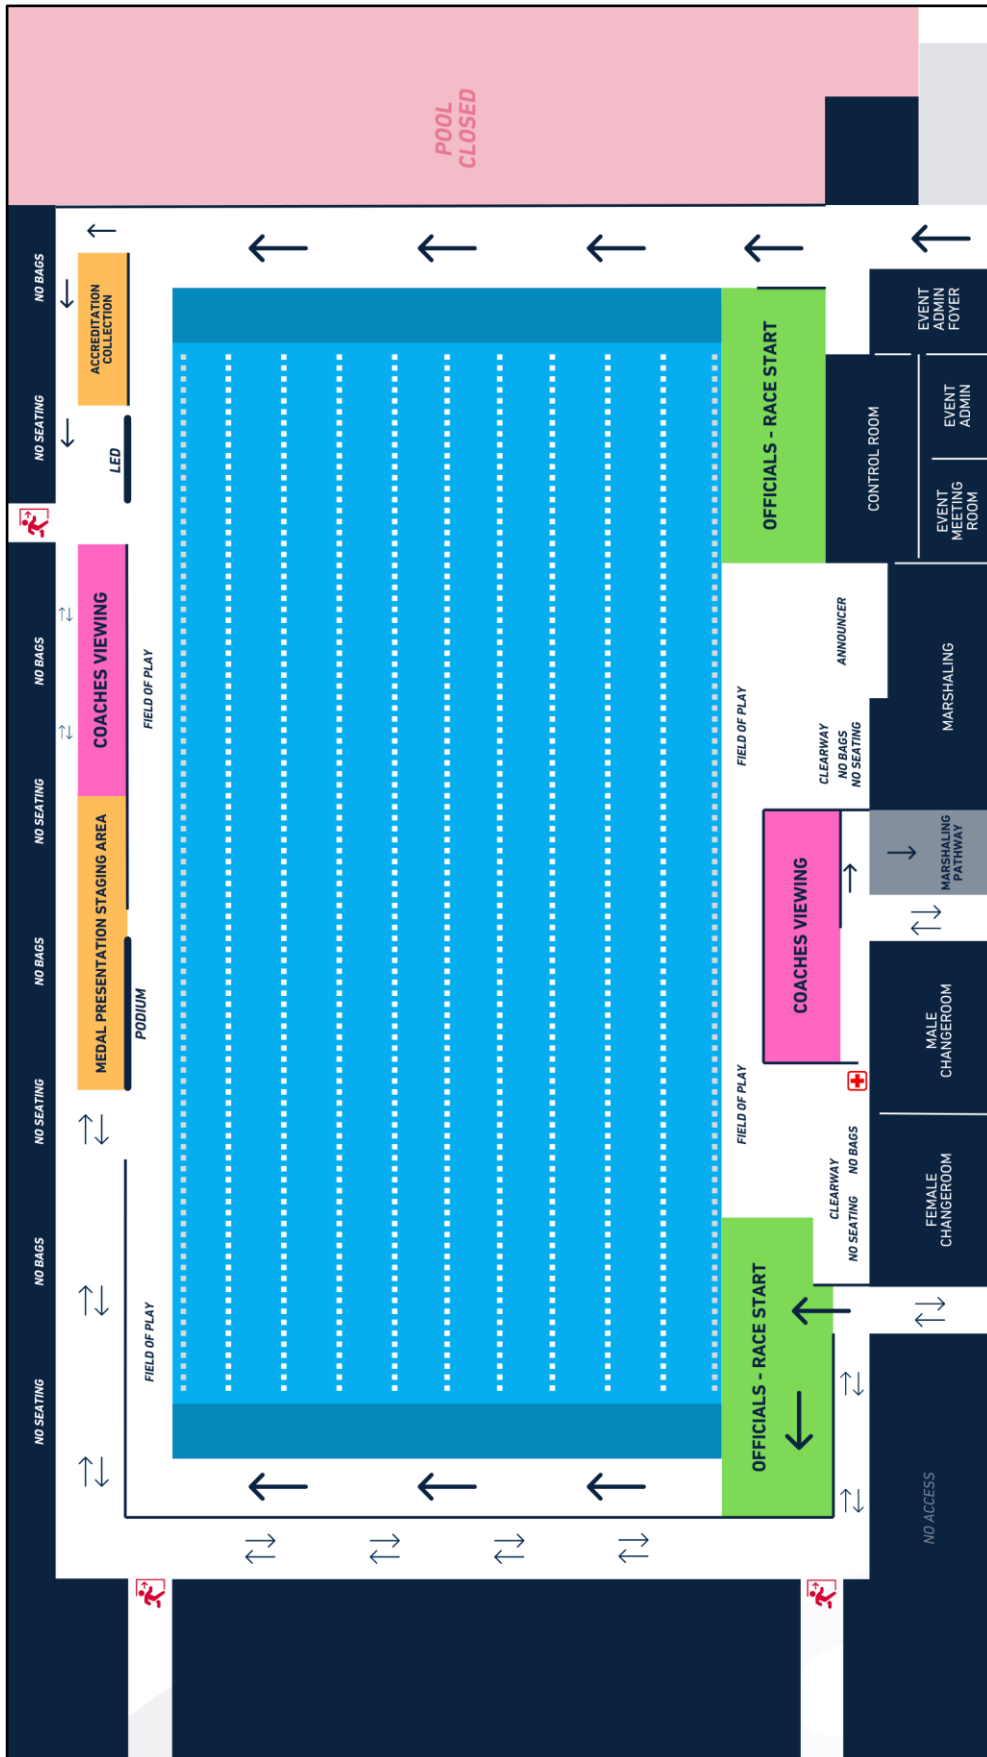 POOL
CLOSED
NO BAGS
NO SEATING
NO BAGS
NO SEATING
NO BAGS
NO SEATING
NO BAGS
NO SEATING
ACCREDITATION
COLLECTION
LED
COACHES VIEWING
MEDAL PRESENTATION STAGING AREA
PODIUM
FIELD OF PLAY
FIELD OF PLAY
OFFICIALS - RACE START
FIELD OF PLAY
FIELD OF PLAY
OFFICIALS - RACE START
ANNOUNCER
CLEARWAY
NO BAGS
NO SEATING
COACHES VIEWING
CLEARWAY
NO SEATING
NO BAGS
EVENT
ADMIN
FOYER
CONTROL ROOM
EVENT
ADMIN
EVENT
MEETING
ROOM
MARSHALING
MARSHALING
PATHWAY
MALE
CHANGEROOM
FEMALE
CHANGEROOM
NO ACCESS